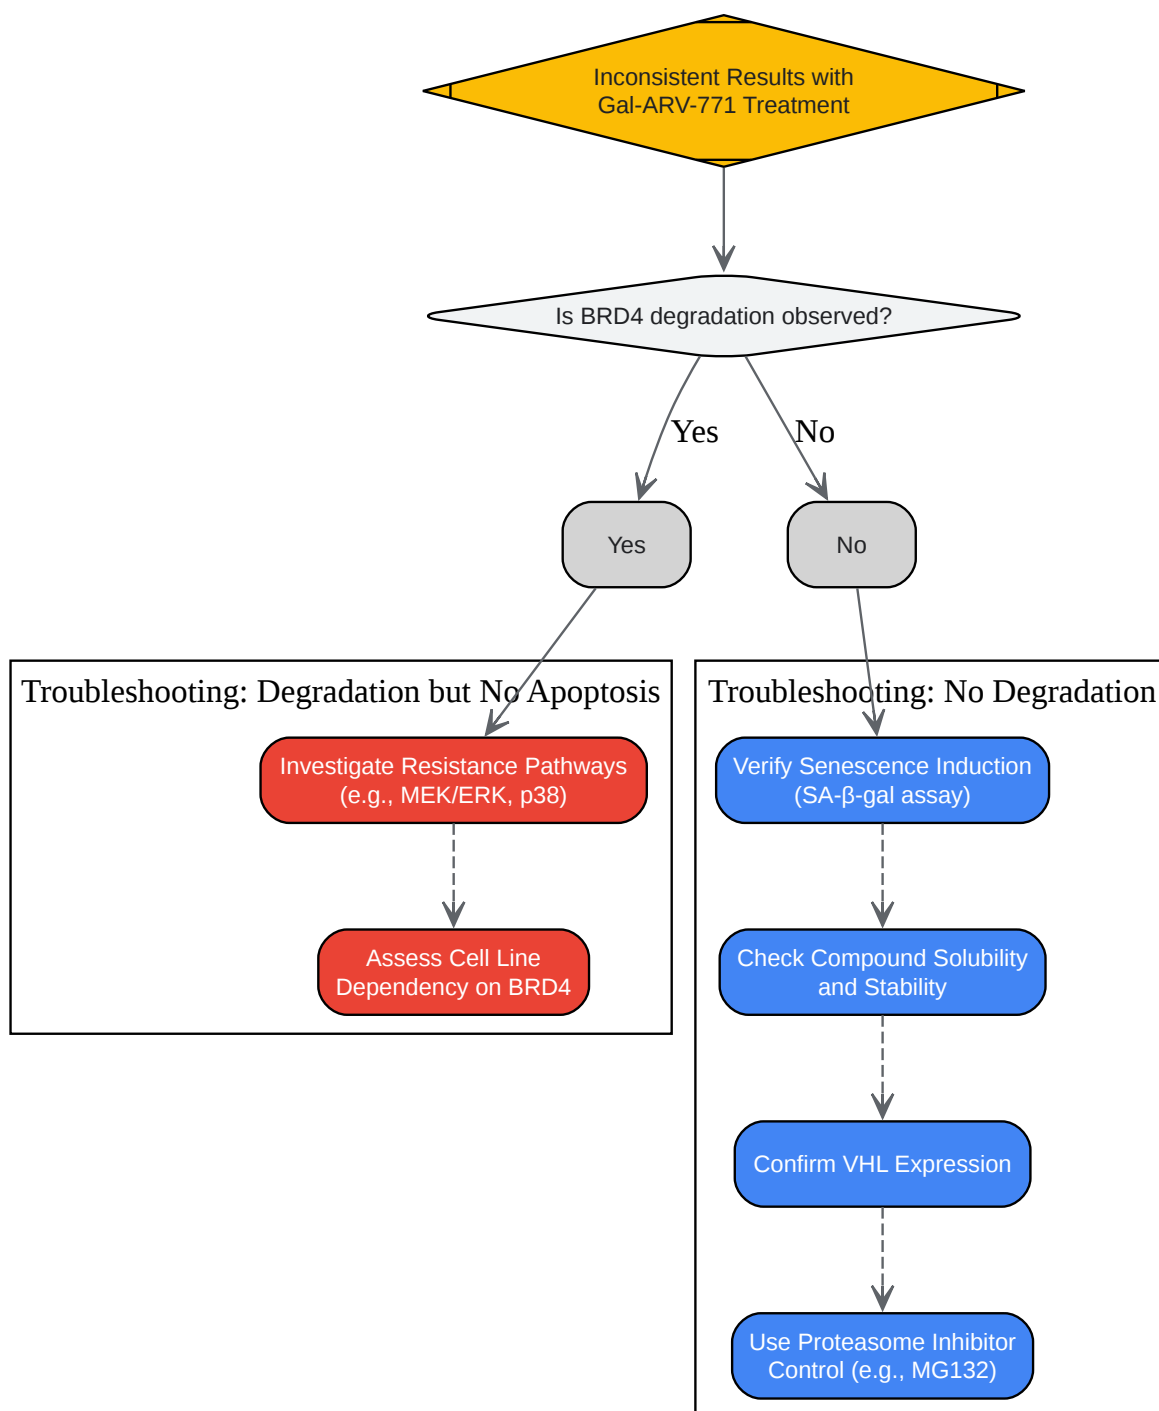 Inconsistent Results with
Gal-ARV-771 Treatment
Is BRD4 degradation observed?
Yes
No
Yes
No
Troubleshooting: Degradation but No Apoptosis
Investigate Resistance Pathways
(e.g., MEK/ERK, p38)
Assess Cell Line
Dependency on BRD4
Troubleshooting: No Degradation
Verify Senescence Induction
(SA-β-gal assay)
Check Compound Solubility
and Stability
Confirm VHL Expression
Use Proteasome Inhibitor
Control (e.g., MG132)